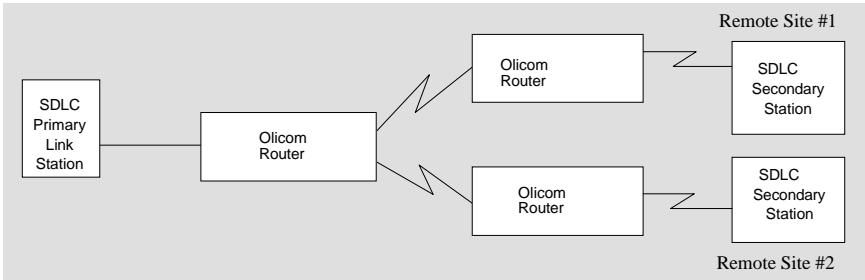 Remote Site #1
SDLC
Primary
Link
Station
Olicom
Router
Olicom
Router
SDLC
Secondary
Station
Olicom
Router
SDLC
Secondary
Station
Remote Site #2